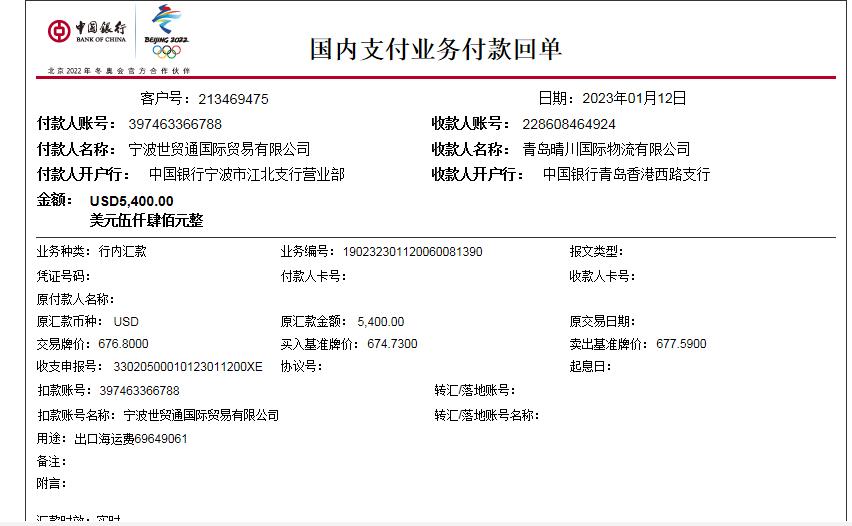 中国银行
BANK OF CHINA
BEIJING 2022
北京2022年冬奥会官方合作伙伴
国内支付业务付款回单
客户号：213469475 日期：2023年01月12日
付款人账号：397463366788 收款人账号：228608464924
付款人名称：宁波世贸通国际贸易有限公司 收款人名称：青岛晴川国际物流有限公司
付款人开户行：中国银行宁波市江北支行营业部 收款人开户行：中国银行青岛香港西路支行
金额：USD5,400.00
美元伍仟肆佰元整
业务种类：行内汇款 业务编号：190232301120060081390 报文类型：
凭证号码： 付款人卡号： 收款人卡号：
原付款人名称：
原汇款币种：USD 原汇款金额：5,400.00 原交易日期：
交易牌价：676.8000 买入基准牌价：674.7300 卖出基准牌价：677.5900
收支申报号：33020500010123011200XE 协议号： 起息日：
扣款账号：397463366788 转汇/落地账号：
扣款账号名称：宁波世贸通国际贸易有限公司 转汇/落地账号名称：
用途：出口海运费69649061
备注：
附言：
汇款时效：实时